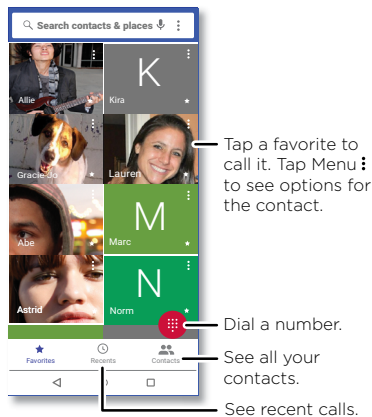 Search contacts & places
K
Allie
Kira
Gracie-Jo
Lauren
M
Abe
Marc
N
Astrid
Norm
Favorites
Recents
Contacts
Tap a favorite to
call it. Tap Menu
to see options for
the contact.
Dial a number.
See all your
contacts.
See recent calls.